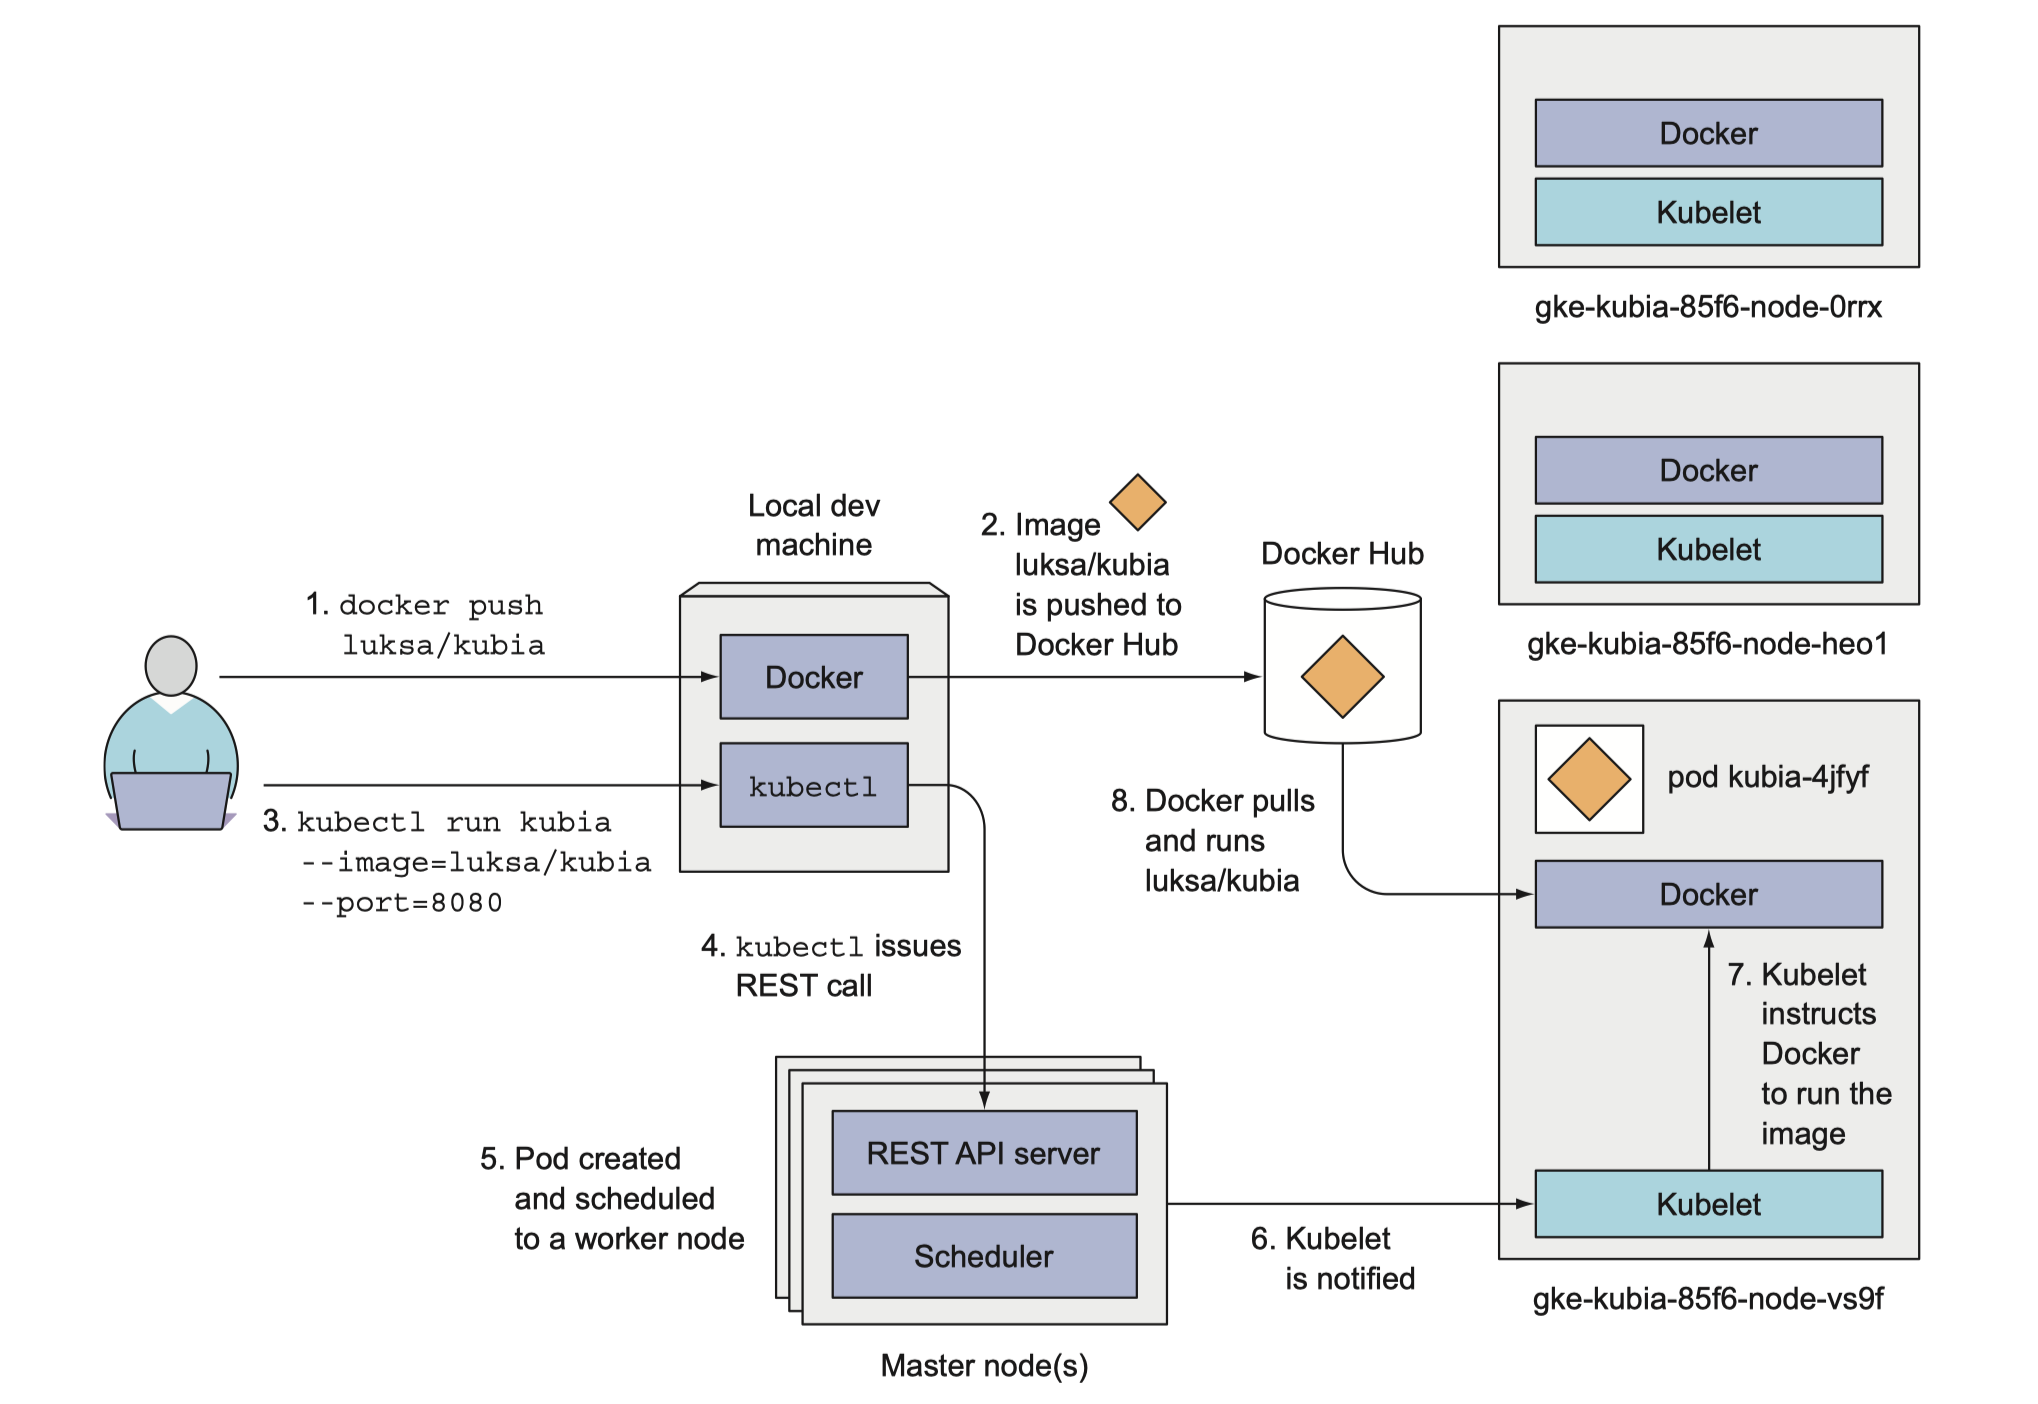 Docker
Kubelet
gke-kubia-85f6-node-0rrx
Docker
Kubelet
gke-kubia-85f6-node-heo1
Local dev
machine
1. docker push
luksa/kubia
Docker
kubectl
2. Image
luksa/kubia
is pushed to
Docker Hub
Docker Hub
3. kubectl run kubia
--image=luksa/kubia
--port=8080
4. kubectl issues
REST call
REST API server
Scheduler
Master node(s)
5. Pod created
and scheduled
to a worker node
6. Kubelet
is notified
pod kubia-4jfyf
Docker
7. Kubelet
instructs
Docker
to run the
image
Kubelet
gke-kubia-85f6-node-vs9f
8. Docker pulls
and runs
luksa/kubia